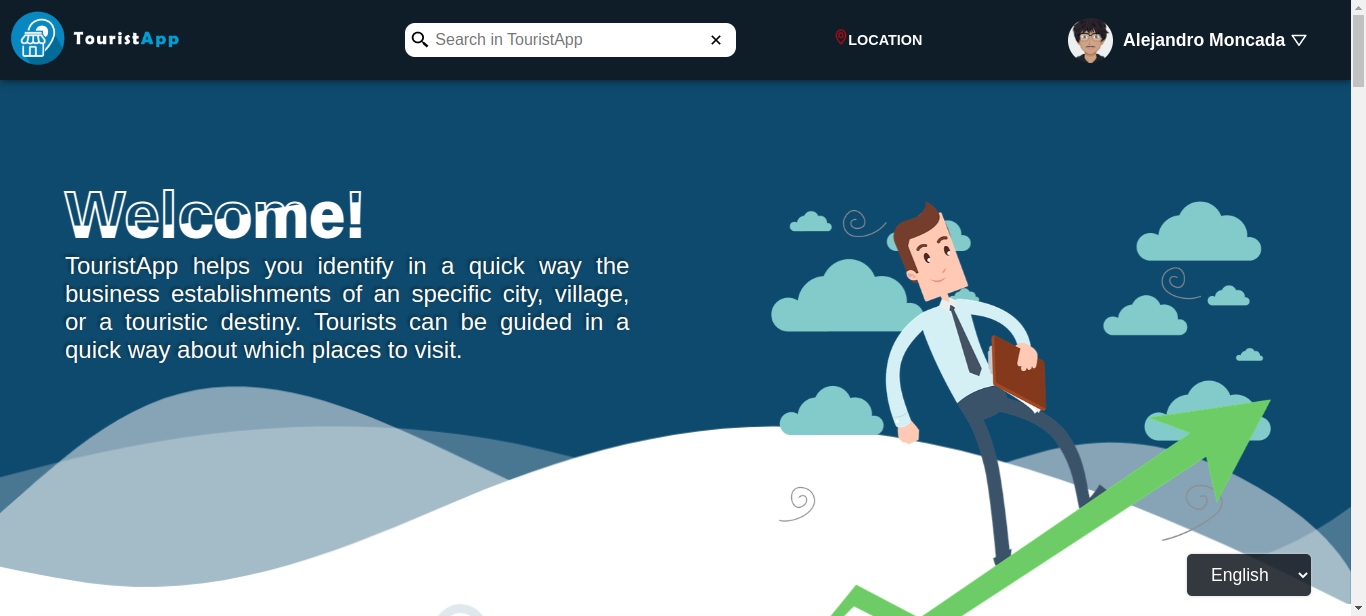 TouristApp
Search in TouristApp
LOCATION
Alejandro Moncada
Welcome!
TouristApp helps you identify in a quick way the
business establishments of an specific city, village,
or a touristic destiny. Tourists can be guided in a
quick way about which places to visit.
English